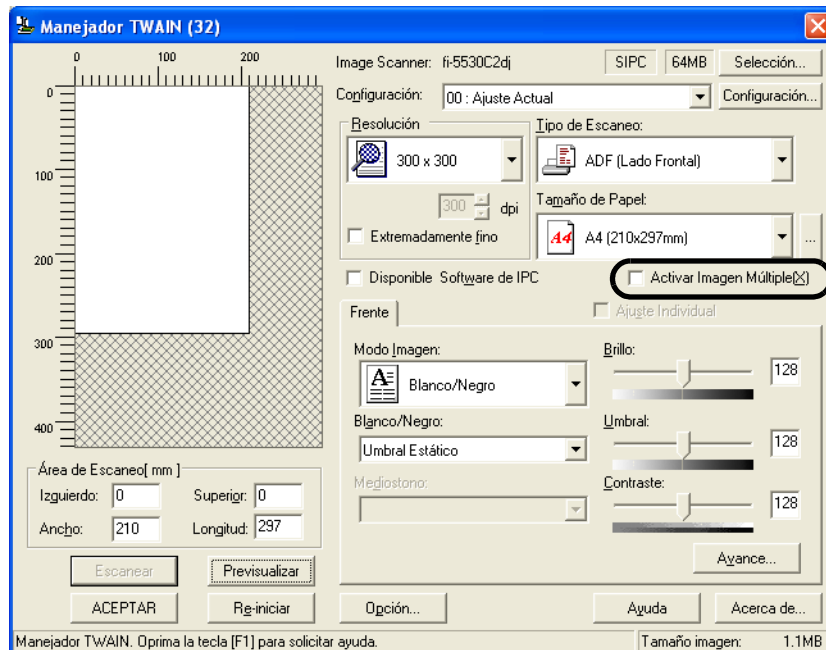 Manejador TWAIN (32)
0 100 200
0
100
200
300
400
Image Scanner: fi-5530C2dj SIPC 64MB Selección...
Configuración: 00 : Ajuste Actual Configuración...
Resolución
300 x 300
300 dpi
Extremadamente fino
Tipo de Escaneo:
ADF (Lado Frontal)
Tamaño de Papel:
A4 A4 (210x297mm) ...
Disponible Software de IPC
Activar Imagen Múltiple(X)
Frente
Ajuste Individual
Modo Imagen:
A Blanco/Negro
Blanco/Negro:
Umbral Estático
Mediostono:
Brillo:
128
Umbral:
128
Contraste:
128
Avance...
Área de Escaneo[ mm ]
Izguierdo: 0 Superior: 0
Ancho: 210 Longitud: 297
Escanear Previsualizar
ACEPTAR Re-iniciar Opción... Ayuda Acerca de...
Manejador TWAIN. Oprima la tecla [F1] para solicitar ayuda. Tamaño imagen: 1.1MB